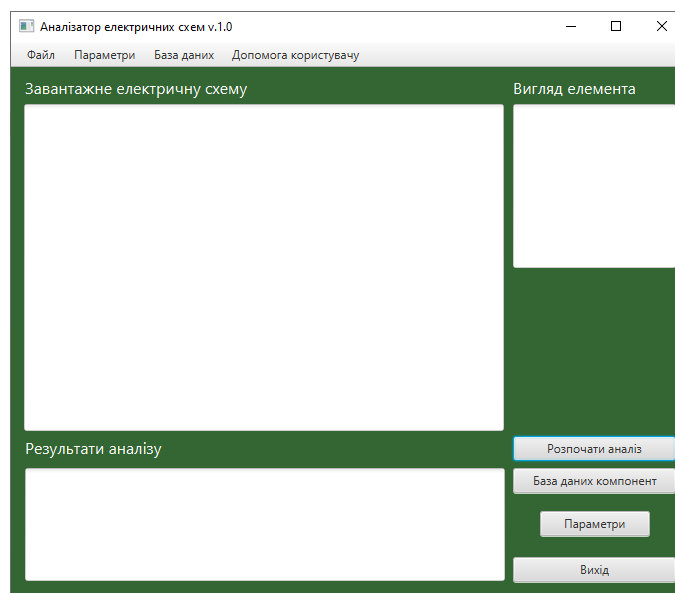 Аналізатор електричних схем v.1.0
Файл Параметри База даних Допомога користувачу
Завантажне електричну схему
Вигляд елемента
Результати аналізу
Розпочати аналіз
База даних компонент
Параметри
Вихід